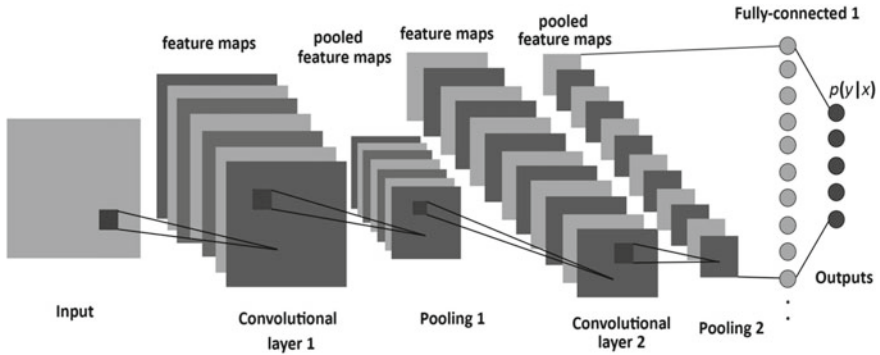 Fully-connected 1
feature maps
pooled
feature maps
feature maps
pooled
feature maps
p(y|x)
Input
Convolutional
layer 1
Pooling 1
Convolutional
layer 2
Pooling 2
Outputs